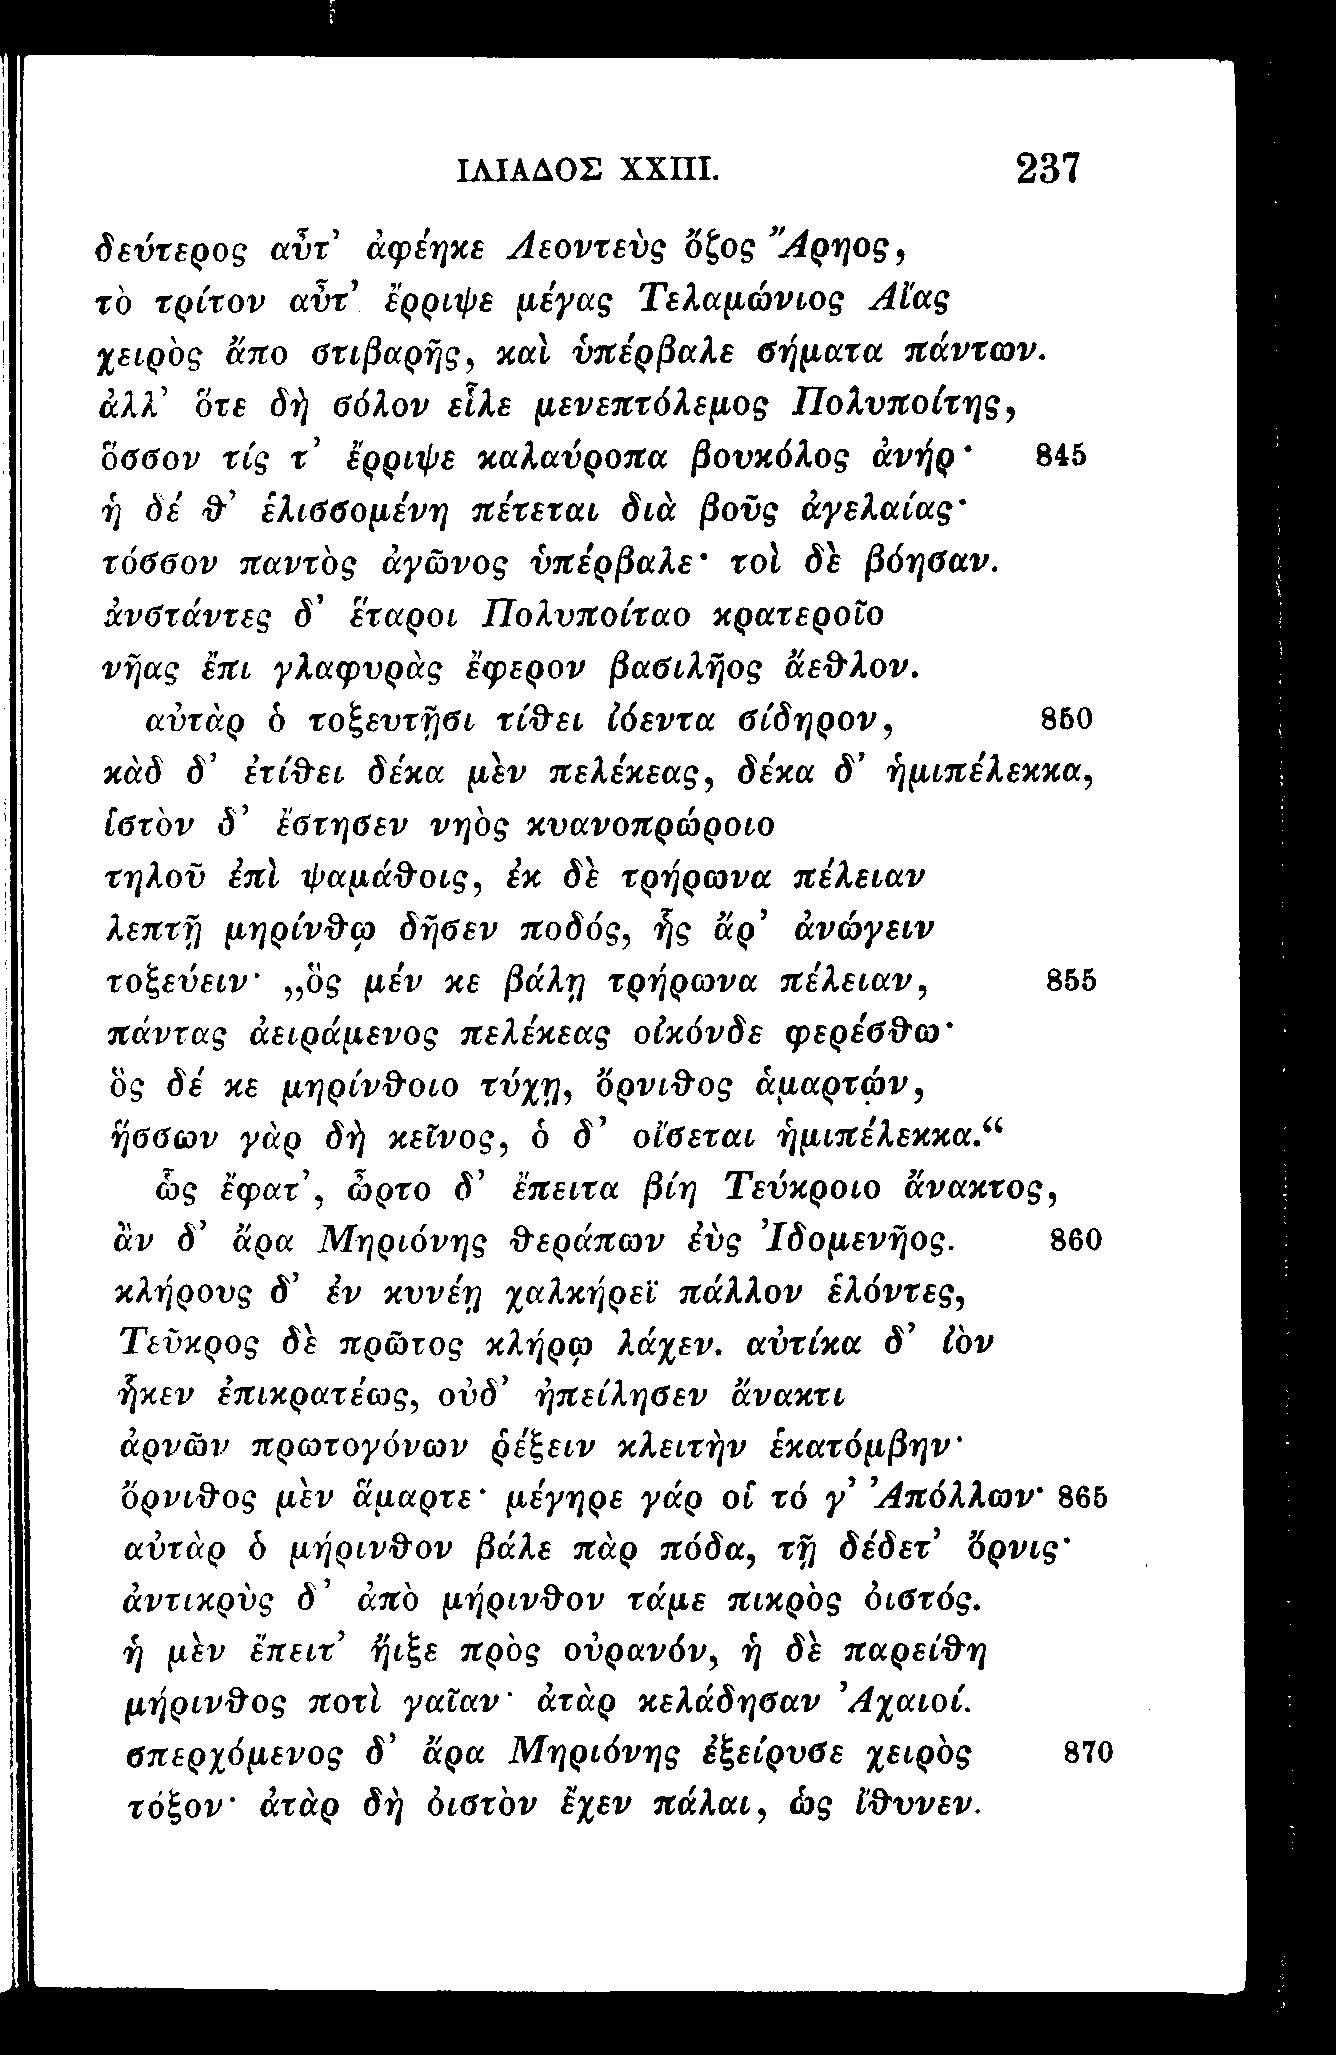 ΙΛΙΑΔΟΣ XXIII. 237
δεύτερος αὖτ’ ἀφέηκε Λεοντεὺς ὄζος Ἄρηος,
τὸ τρίτον αὖτ’ ἔρριψε μέγας Τελαμώνιος Αἴας
χειρὸς ἄπο στιβαρῆς, καὶ ὑπέρβαλε σήματα πάντων.
ἀλλ’ ὅτε δὴ σόλον εἷλε μενεπτόλεμος Πολυποίτης,
ὅσσον τίς τ’ ἔρριψε καλαύροπα βουκόλος ἀνήρ· 845
ἡ δέ ϑ’ ἑλισσομένη πέτεται διὰ βοῦς ἀγελαίας·
τόσσον παντὸς ἀγῶνος ὑπέρβαλε· τοὶ δὲ βόησαν.
ἀνστάντες δ’ ἕταροι Πολυποίταο κρατεροῖο
νῆας ἔπι γλαφυρὰς ἔφερον βασιλῆος ἄεϑλον.
αὐτὰρ ὁ τοξευτῇσι τίϑει ἰόεντα σίδηρον, 850
κὰδ δ’ ἐτίϑει δέκα μὲν πελέκεας, δέκα δ’ ἡμιπέλεκκα,
ἱστὸν δ’ ἔστησεν νηὸς κυανοπρώροιο
τηλοῦ ἐπὶ ψαμάϑοις, ἐκ δὲ τρήρωνα πέλειαν
λεπτῇ μηρίνϑῳ δῆσεν ποδός, ἧς ἄρ’ ἀνώγειν
τοξεύειν· „ὃς μέν κε βάλῃ τρήρωνα πέλειαν, 855
πάντας ἀειράμενος πελέκεας οἰκόνδε φερέσϑω·
ὃς δέ κε μηρίνϑοιο τύχῃ, ὄρνιϑος ἁμαρτών,
ἥσσων γὰρ δὴ κεῖνος, ὁ δ’ οἴσεται ἡμιπέλεκκα.“
ὣς ἔφατ’, ὦρτο δ’ ἔπειτα βίη Τεύκροιο ἄνακτος,
ἂν δ’ ἄρα Μηριόνης ϑεράπων ἐὺς Ἰδομενῆος. 860
κλήρους δ’ ἐν κυνέῃ χαλκήρεϊ πάλλον ἑλόντες,
Τεῦκρος δὲ πρῶτος κλήρῳ λάχεν. αὐτίκα δ’ ἰὸν
ἧκεν ἐπικρατέως, οὐδ’ ἠπείλησεν ἄνακτι
ἀρνῶν πρωτογόνων ῥέξειν κλειτὴν ἑκατόμβην·
ὄρνιϑος μὲν ἅμαρτε· μέγηρε γάρ οἱ τό γ’ Ἀπόλλων· 865
αὐτὰρ ὁ μήρινϑον βάλε πὰρ πόδα, τῇ δέδετ’ ὄρνις·
ἀντικρὺς δ’ ἀπὸ μήρινϑον τάμε πικρὸς ὀιστός.
ἡ μὲν ἔπειτ’ ἤιξε πρὸς οὐρανόν, ἡ δὲ παρείϑη
μήρινϑος ποτὶ γαῖαν· ἀτὰρ κελάδησαν Ἀχαιοί.
σπερχόμενος δ’ ἄρα Μηριόνης ἐξείρυσε χειρὸς 870
τόξον· ἀτὰρ δὴ ὀιστὸν ἔχεν πάλαι, ὡς ἴϑυνεν.